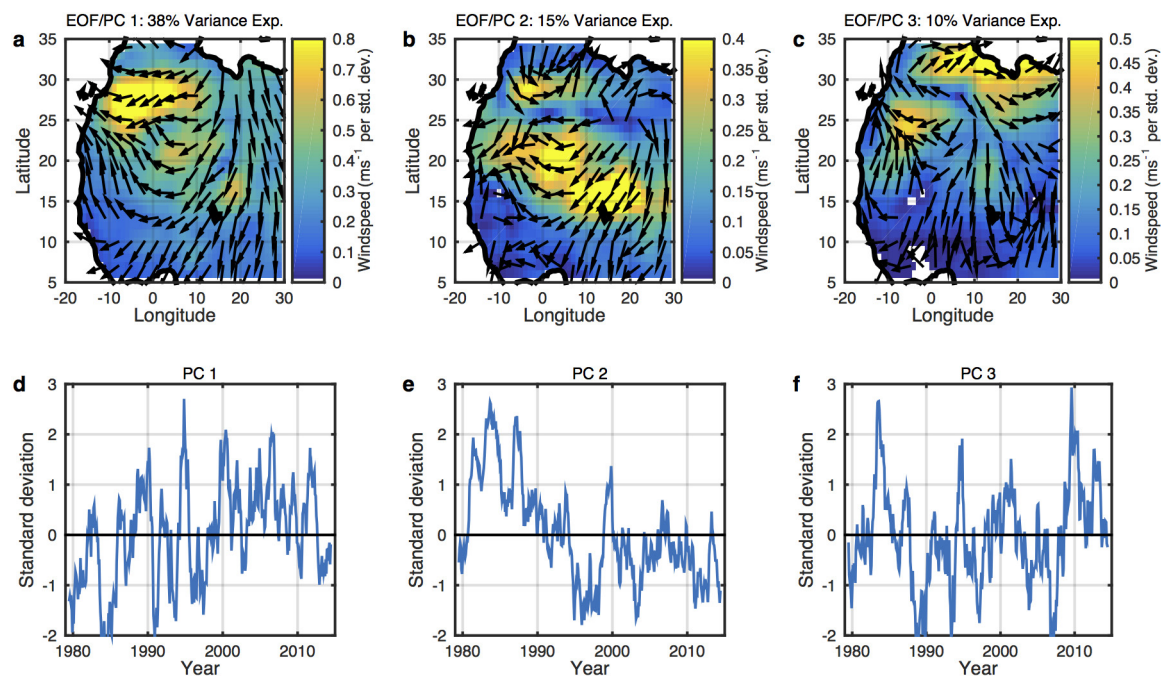 EOF/PC 1: 38% Variance Exp.
a
35
30
25
20
15
10
5
Latitude
-20 -10 0 10 20 30
Longitude
0.8
0.7
0.6
0.5
0.4
0.3
0.2
0.1
0
Windspeed (ms⁻¹ per std. dev.)
EOF/PC 2: 15% Variance Exp.
b
35
30
25
20
15
10
5
Latitude
-20 -10 0 10 20 30
Longitude
0.4
0.35
0.3
0.25
0.2
0.15
0.1
0.05
0
Windspeed (ms⁻¹ per std. dev.)
EOF/PC 3: 10% Variance Exp.
c
35
30
25
20
15
10
5
Latitude
-20 -10 0 10 20 30
Longitude
0.5
0.45
0.4
0.35
0.3
0.25
0.2
0.15
0.1
0.05
0
Windspeed (ms⁻¹ per std. dev.)
d
PC 1
3
2
1
0
-1
-2
Standard deviation
1980 1990 2000 2010
Year
e
PC 2
3
2
1
0
-1
-2
Standard deviation
1980 1990 2000 2010
Year
f
PC 3
3
2
1
0
-1
-2
Standard deviation
1980 1990 2000 2010
Year